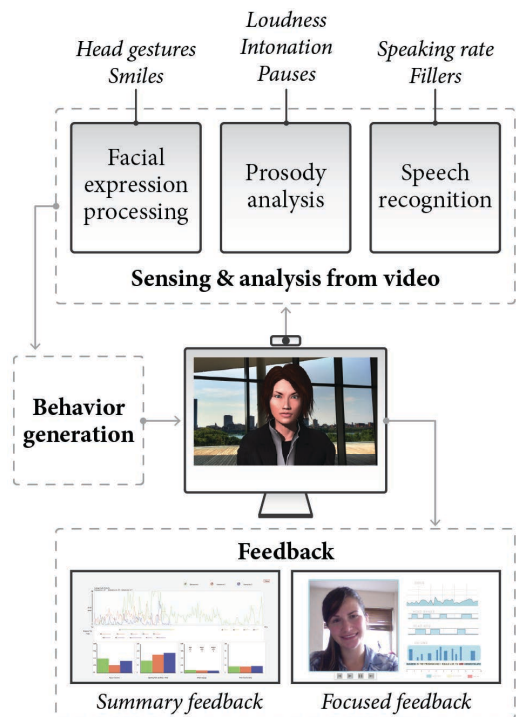 Head gestures
Smiles
Loudness
Intonation
Pauses
Speaking rate
Fillers
Facial
expression
processing
Prosody
analysis
Speech
recognition
Sensing & analysis from video
Behavior
generation
Feedback
Summary feedback
Focused feedback